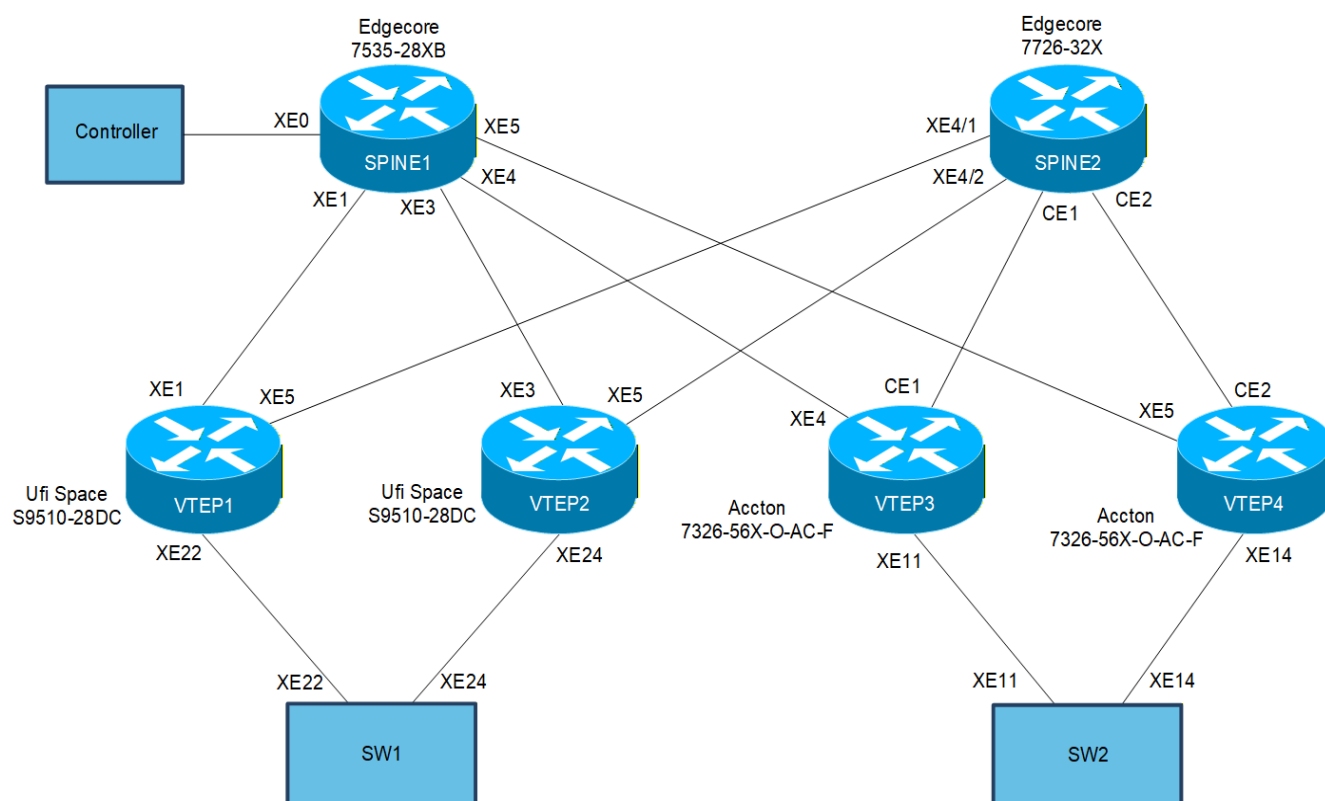 Edgecore
7535-28XB
Edgecore
7726-32X
Controller
XE0
XE5
XE4/1
SPINE1
SPINE2
XE4
XE4/2
XE1
XE3
CE1
CE2
XE1
XE5
XE3
XE5
CE1
XE4
XE5
CE2
Ufi Space
S9510-28DC
VTEP1
Ufi Space
S9510-28DC
VTEP2
VTEP3
Accton
7326-56X-O-AC-F
VTEP4
Accton
7326-56X-O-AC-F
XE22
XE24
XE11
XE14
XE22
XE24
XE11
XE14
SW1
SW2